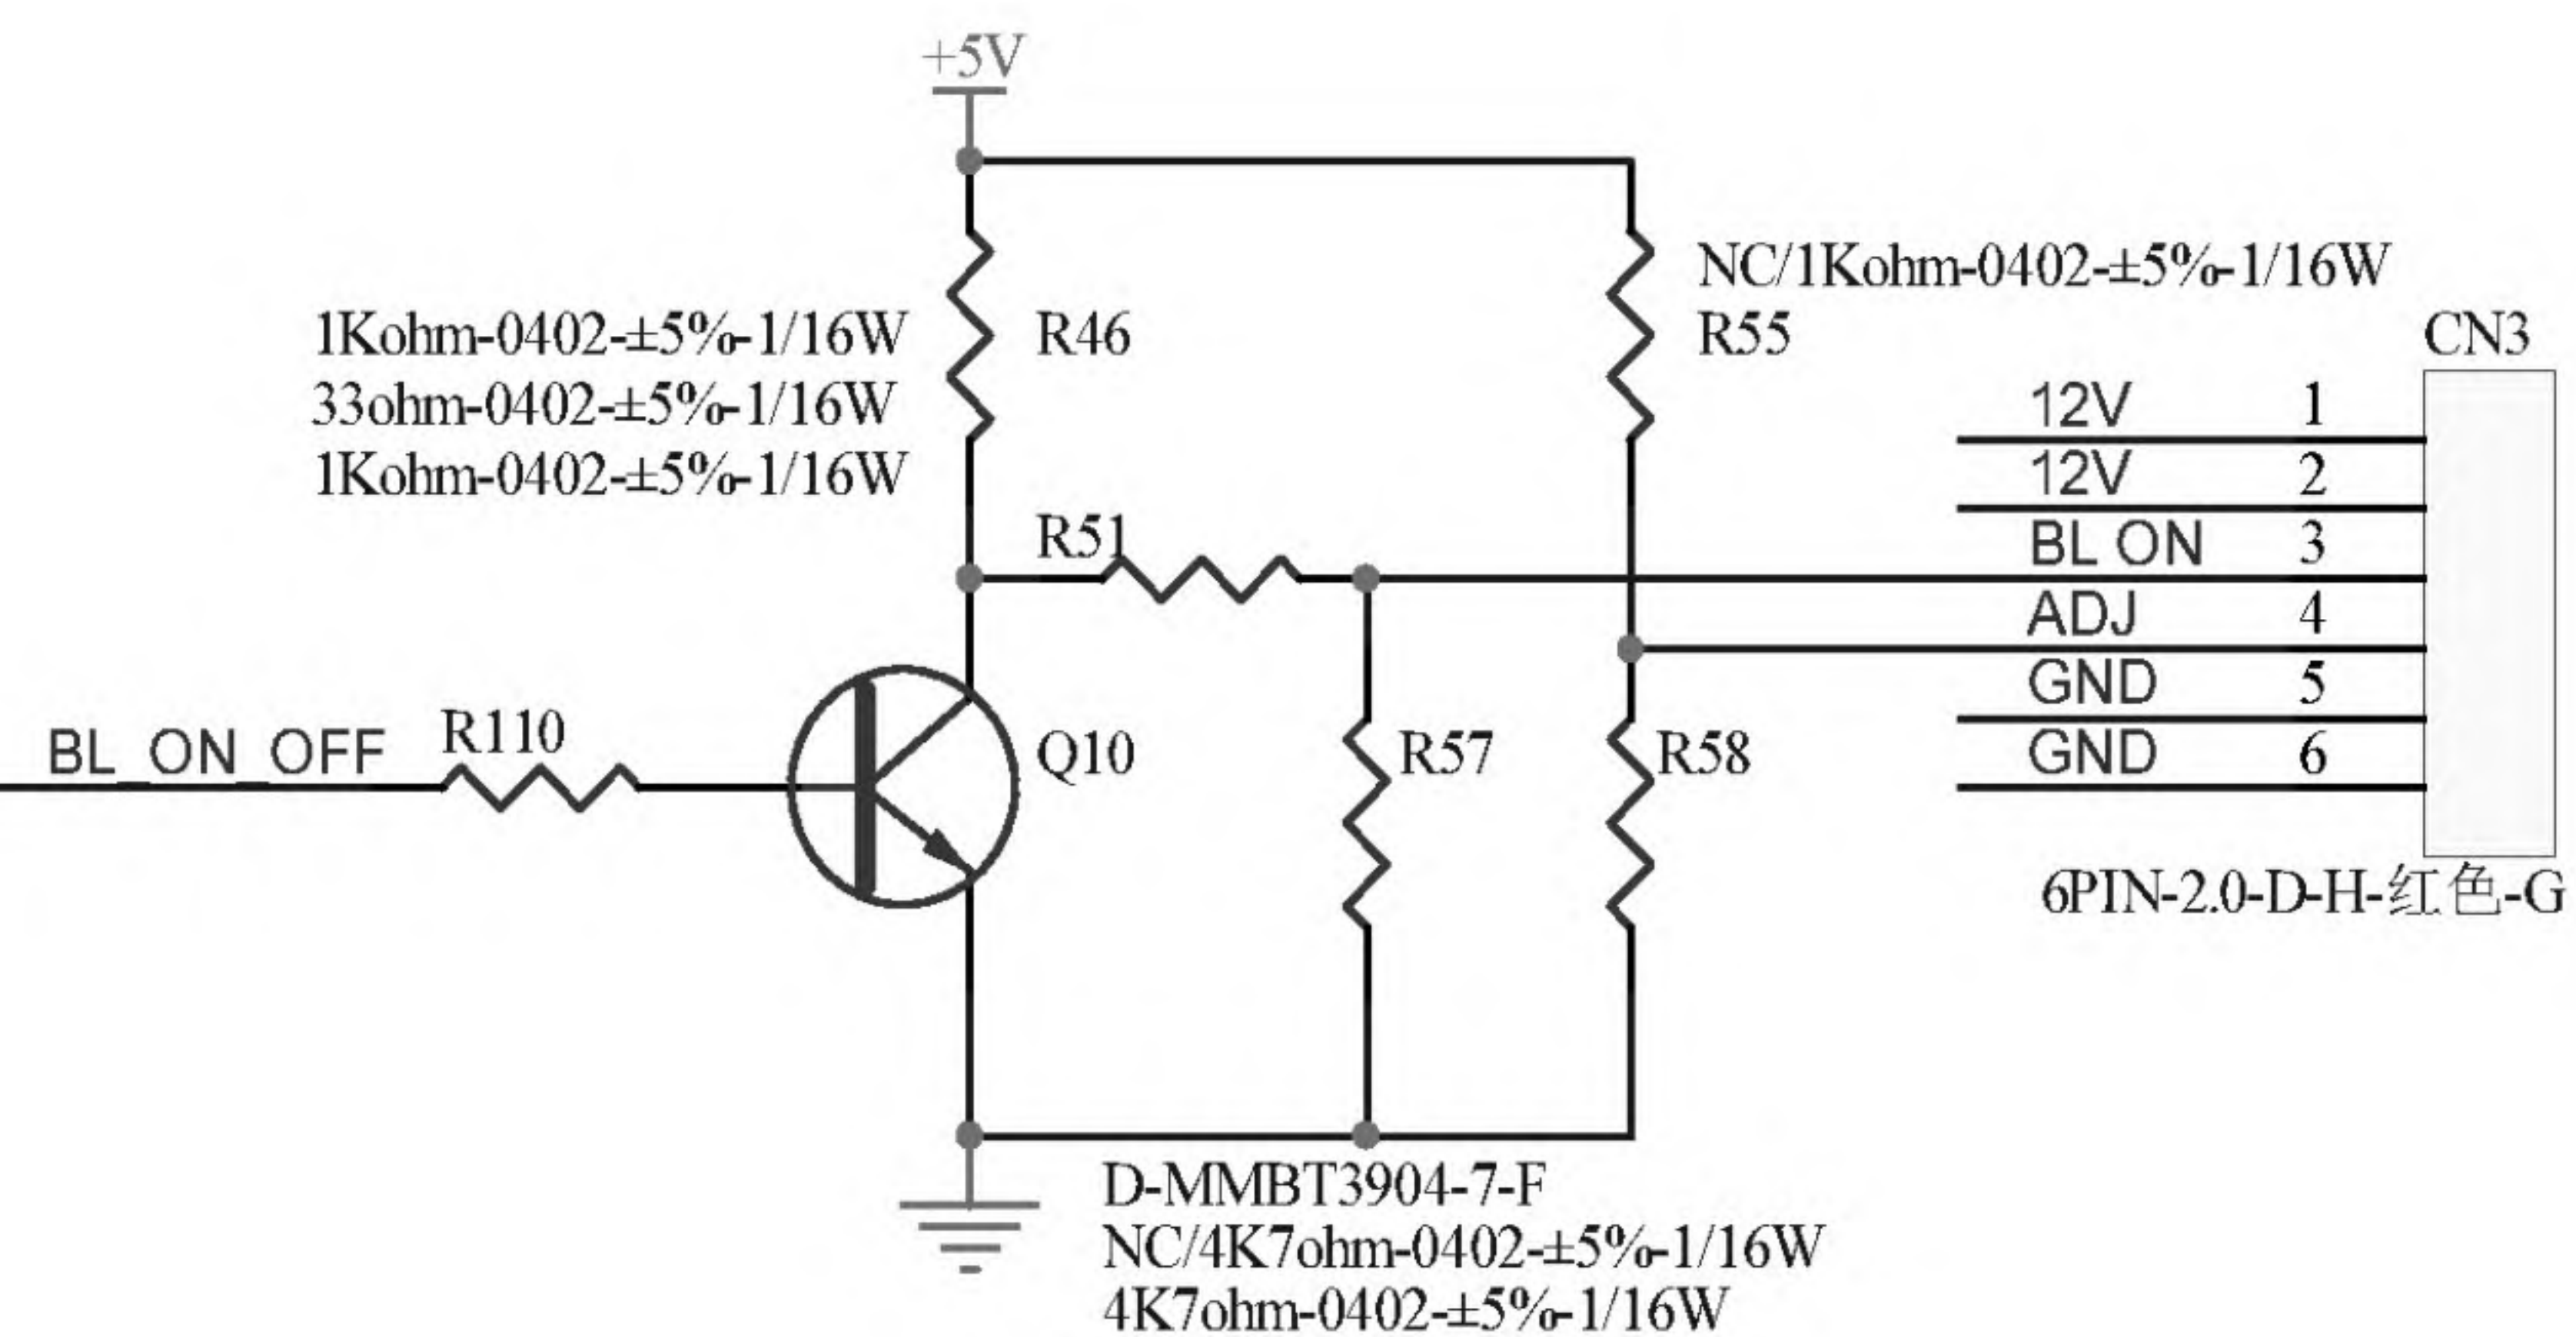 +5V
NC/1Kohm-0402-±5%-1/16W
R55
1Kohm-0402-±5%-1/16W
33ohm-0402-±5%-1/16W
1Kohm-0402-±5%-1/16W
R46
CN3
12V 1
12V 2
BL ON 3
ADJ 4
GND 5
GND 6
R51
BL_ON_OFF
R110
Q10
R57
R58
6PIN-2.0-D-H-红色-G
D-MMBT3904-7-F
NC/4K7ohm-0402-±5%-1/16W
4K7ohm-0402-±5%-1/16W